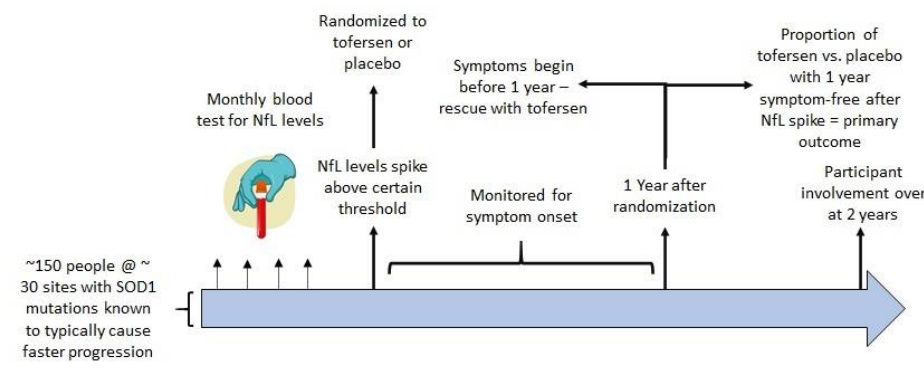 ~150 people @ ~
30 sites with SOD1
mutations known
to typically cause
faster progression
Monthly blood
test for NfL levels
Randomized to
tofersen or
placebo
NfL levels spike
above certain
threshold
Symptoms begin
before 1 year –
rescue with tofersen
Monitored for
symptom onset
1 Year after
randomization
Proportion of
tofersen vs. placebo
with 1 year
symptom-free after
NfL spike = primary
outcome
Participant
involvement over
at 2 years